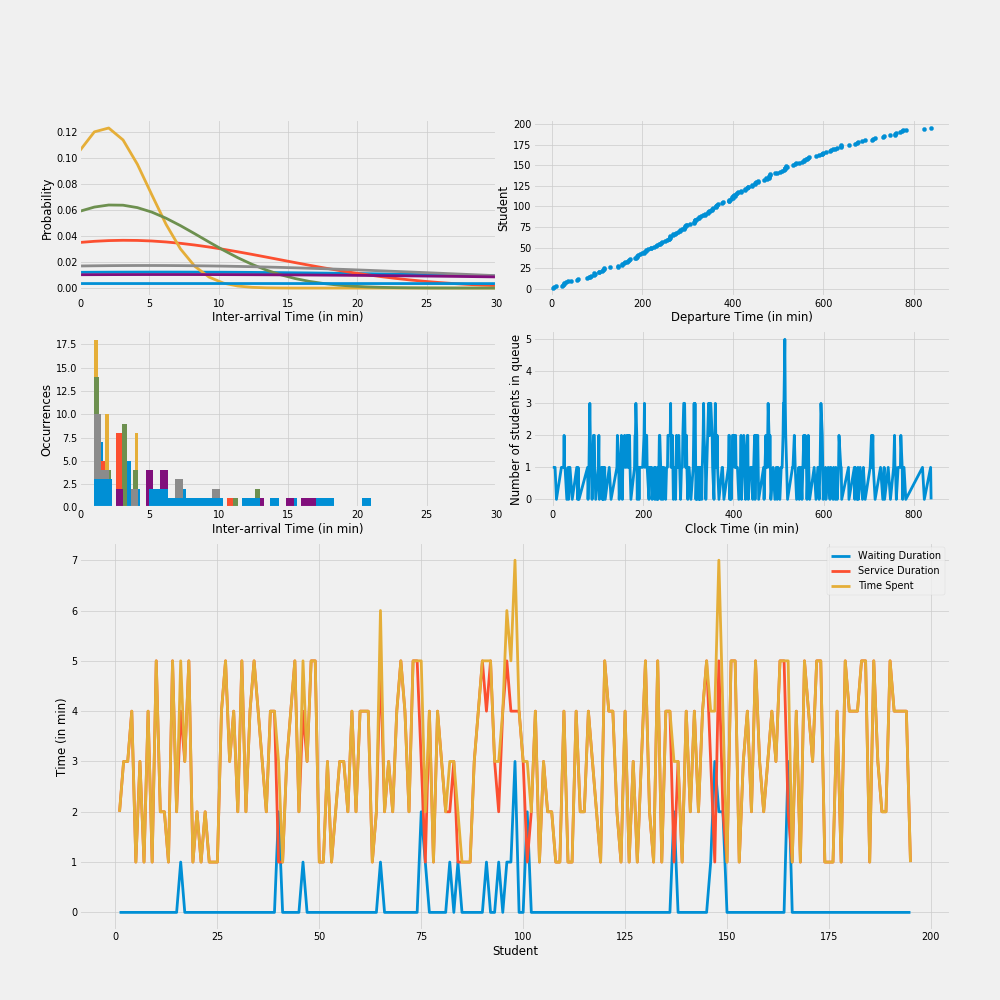 0.12
0.10
0.08
0.06
0.04
0.02
0.00
Probability
0 5 10 15 20 25 30
Inter-arrival Time (in min)
200
175
150
125
100
75
50
25
0
Student
0 200 400 600 800
Departure Time (in min)
17.5
15.0
12.5
10.0
7.5
5.0
2.5
0.0
Occurrences
0 5 10 15 20 25 30
Inter-arrival Time (in min)
5
4
3
2
1
0
Number of students in queue
0 200 400 600 800
Clock Time (in min)
7
6
5
4
3
2
1
0
Time (in min)
Waiting Duration
Service Duration
Time Spent
0 25 50 75 100 125 150 175 200
Student